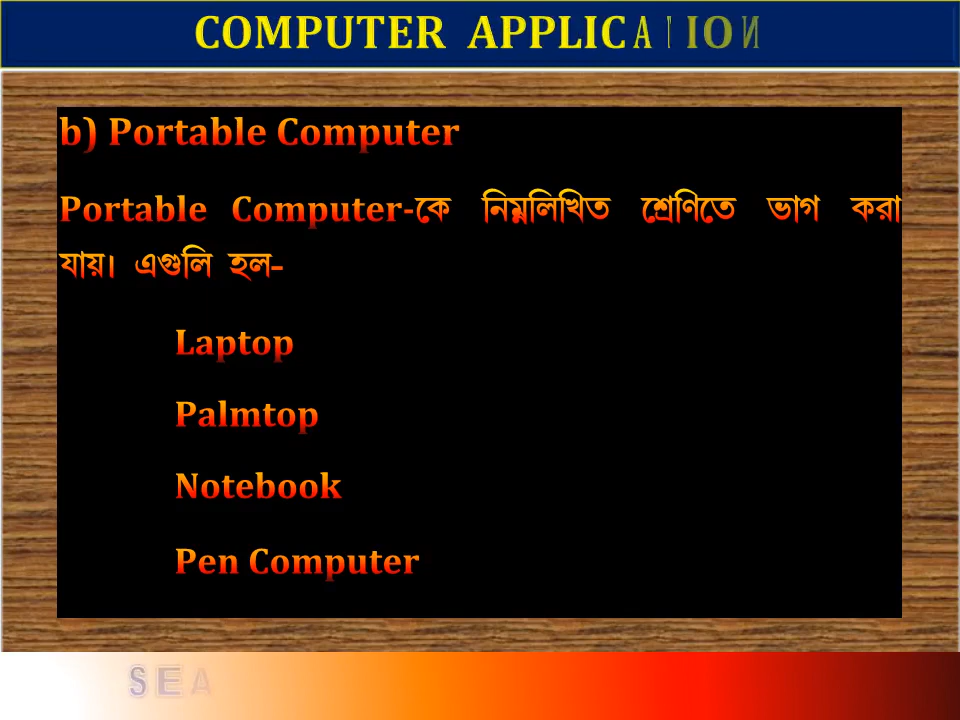 COMPUTER APPLICATION
b) Portable Computer
Portable Computer-কে নিম্নলিখিত শ্রেণিতে ভাগ করা
যায়। এগুলি হল-
Laptop
Palmtop
Notebook
Pen Computer
SEA